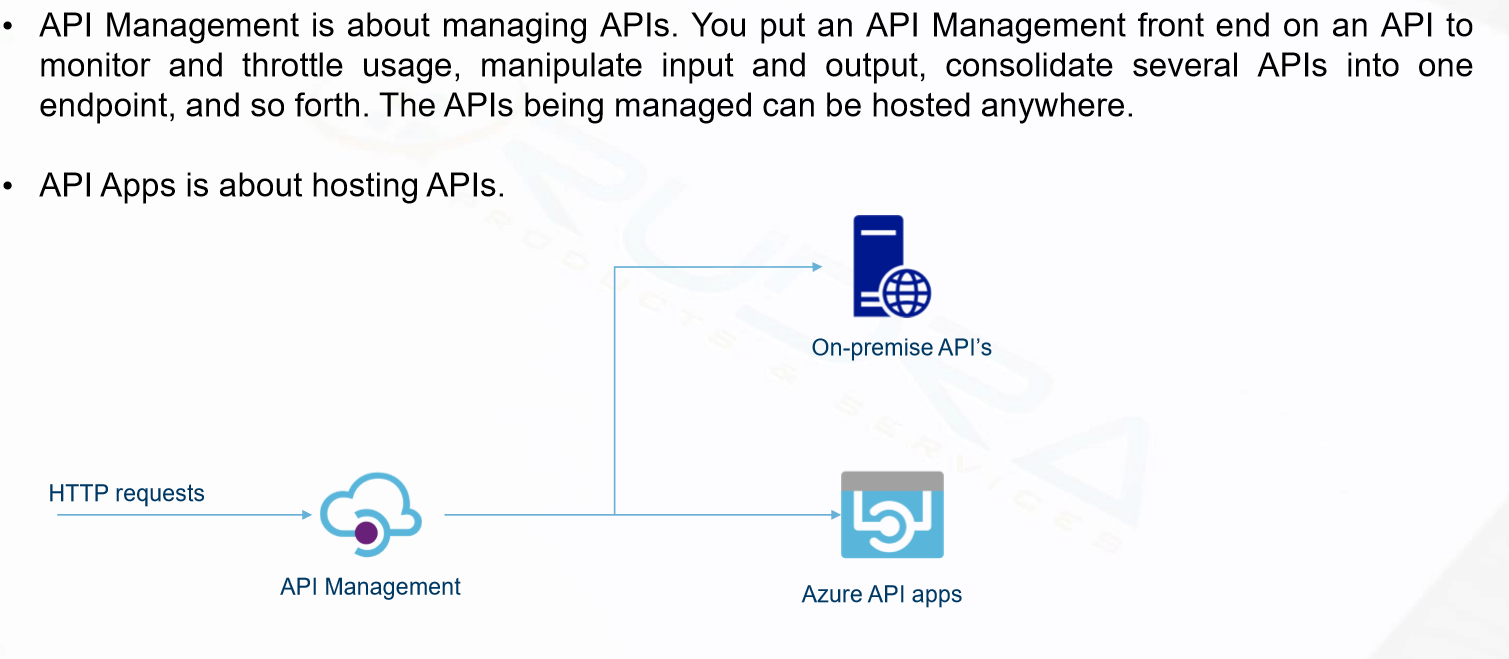 • API Management is about managing APIs. You put an API Management front end on an API to
monitor and throttle usage, manipulate input and output, consolidate several APIs into one
endpoint, and so forth. The APIs being managed can be hosted anywhere.
• API Apps is about hosting APIs.
On-premise API’s
HTTP requests
API Management
Azure API apps
RUDRA
PRODUCTS & SERVICES